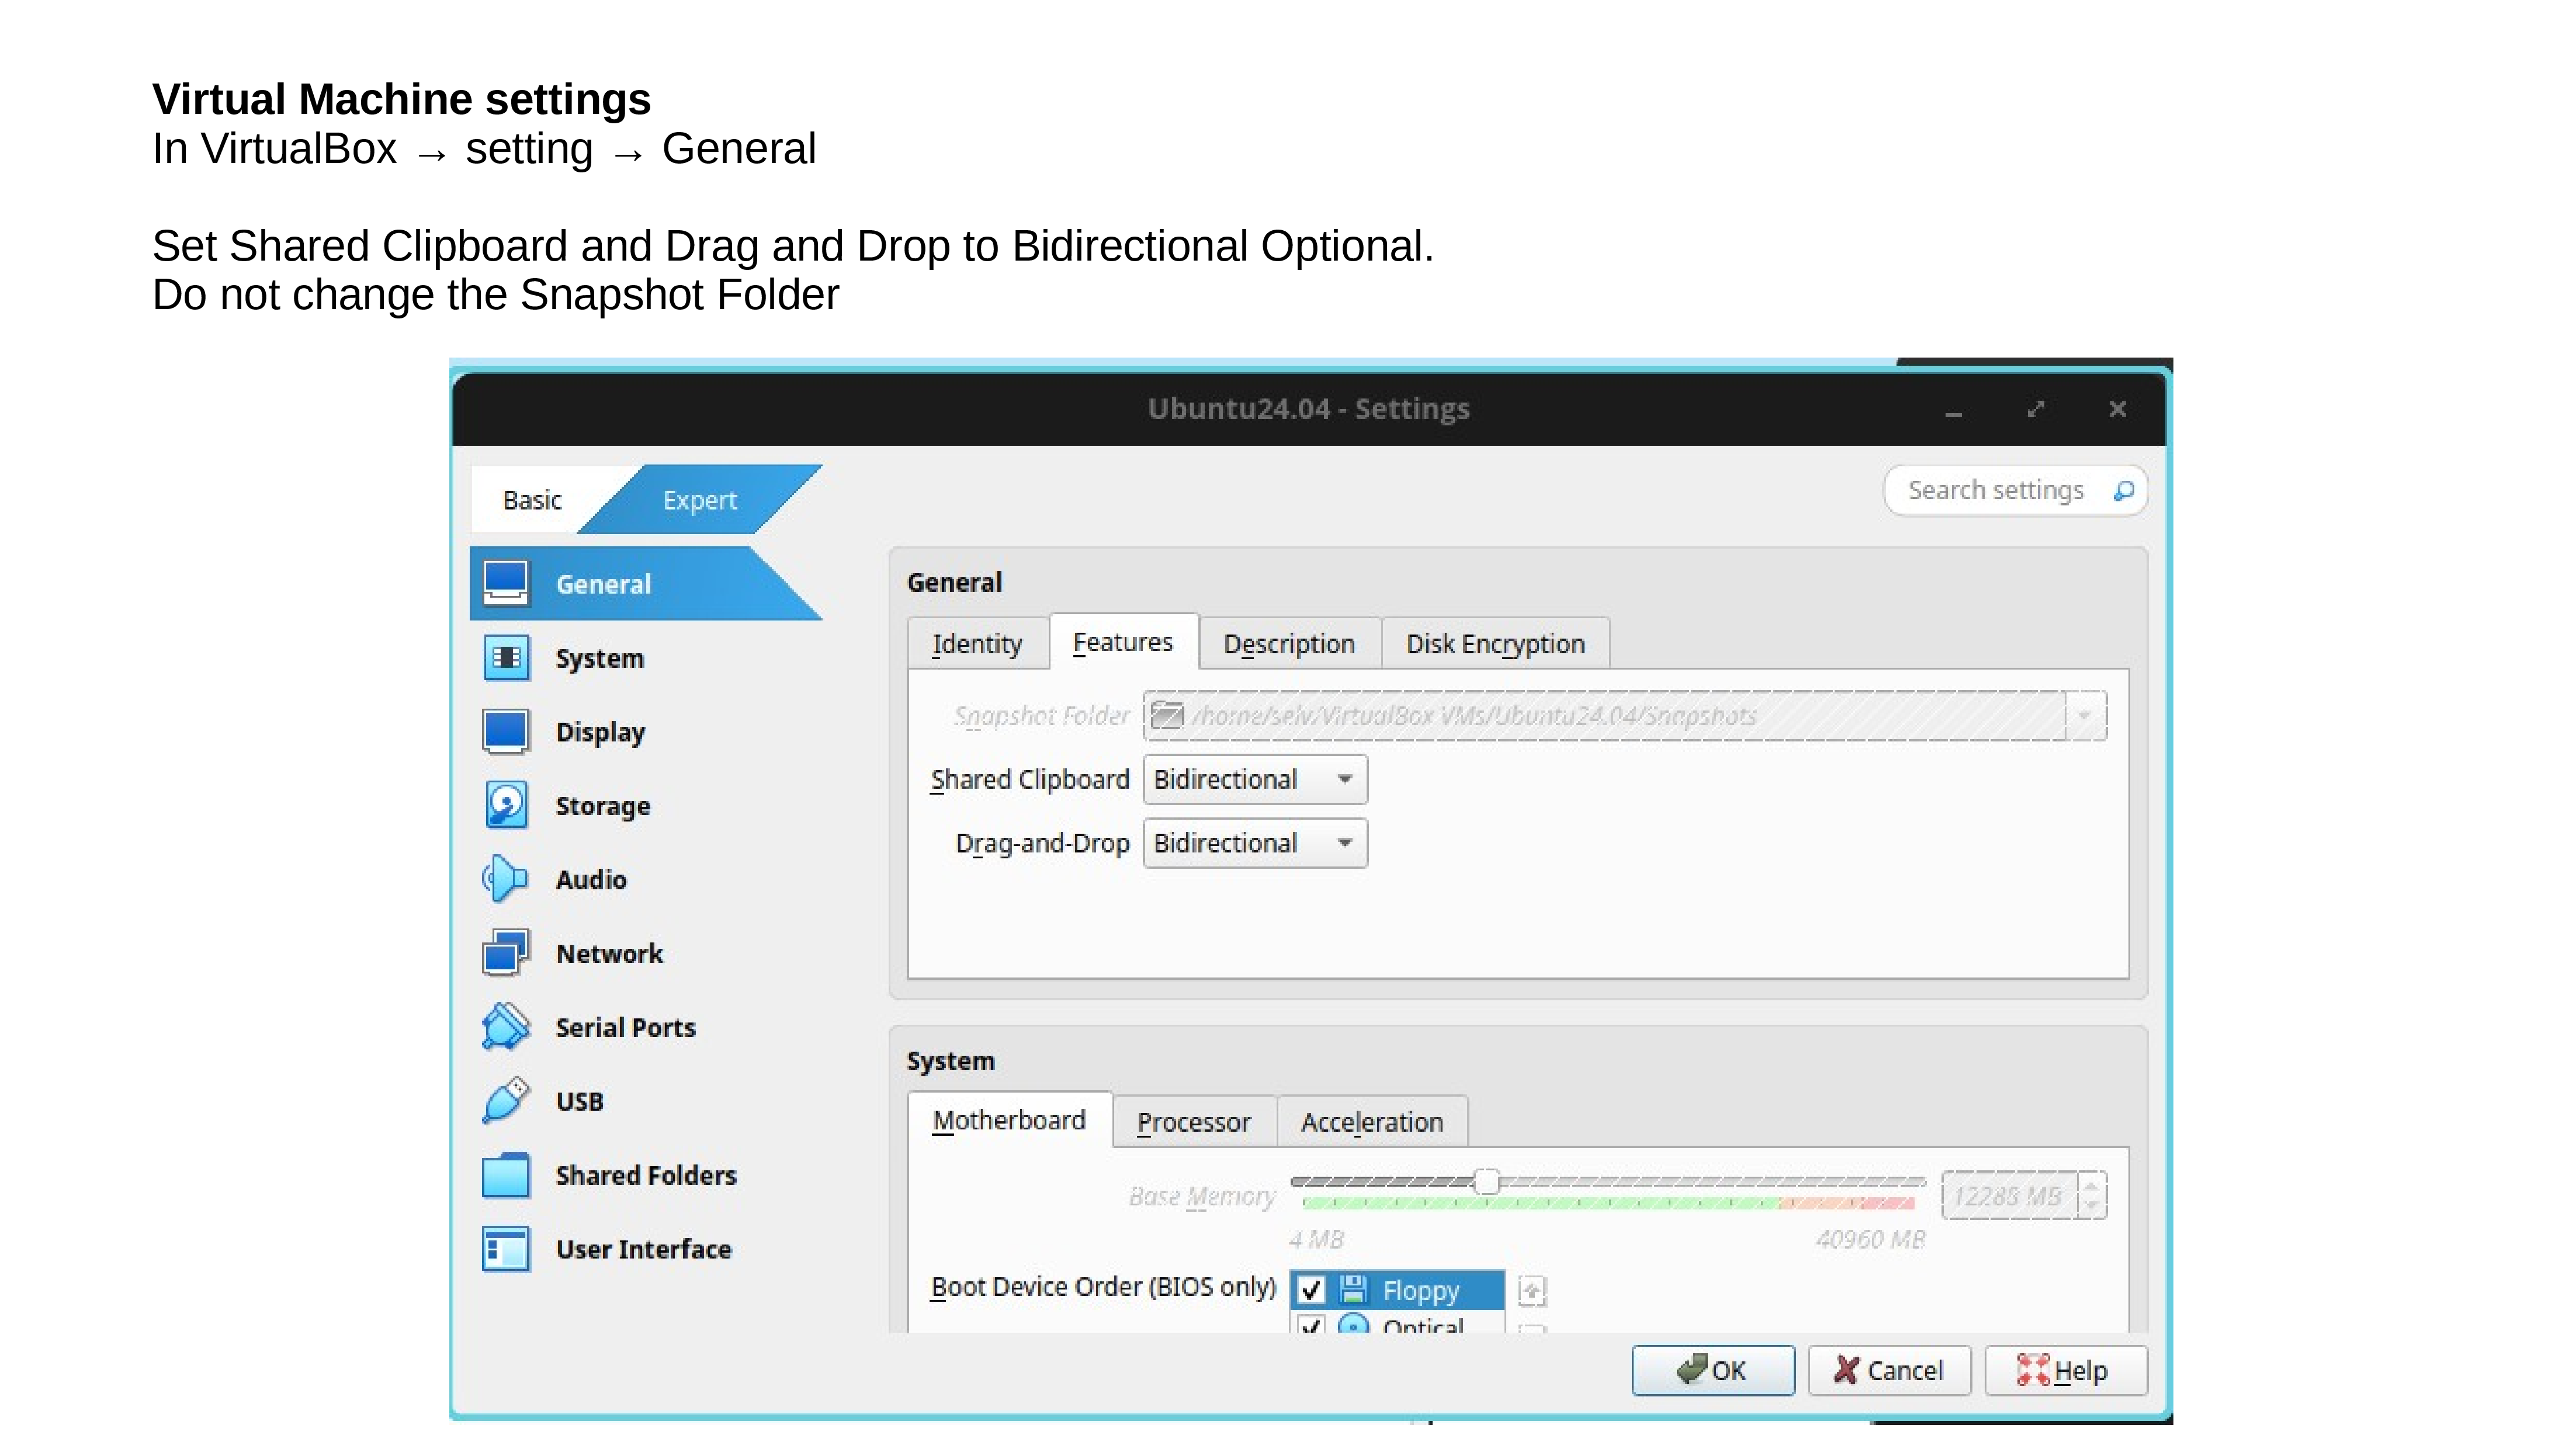 Virtual Machine settings
In VirtualBox → setting → General
Set Shared Clipboard and Drag and Drop to Bidirectional Optional.
Do not change the Snapshot Folder
Ubuntu24.04 - Settings
Basic
Expert
Search settings
General
System
Display
Storage
Audio
Network
Serial Ports
USB
Shared Folders
User Interface
General
Identity
Features
Description
Disk Encryption
Snapshot Folder /home/selv/VirtualBox VMs/Ubuntu24.04/Snapshots
Shared Clipboard Bidirectional
Drag-and-Drop Bidirectional
System
Motherboard
Processor
Acceleration
Base Memory 12288 MB
4 MB 40960 MB
Boot Device Order (BIOS only) Floppy
Optical
OK
Cancel
Help